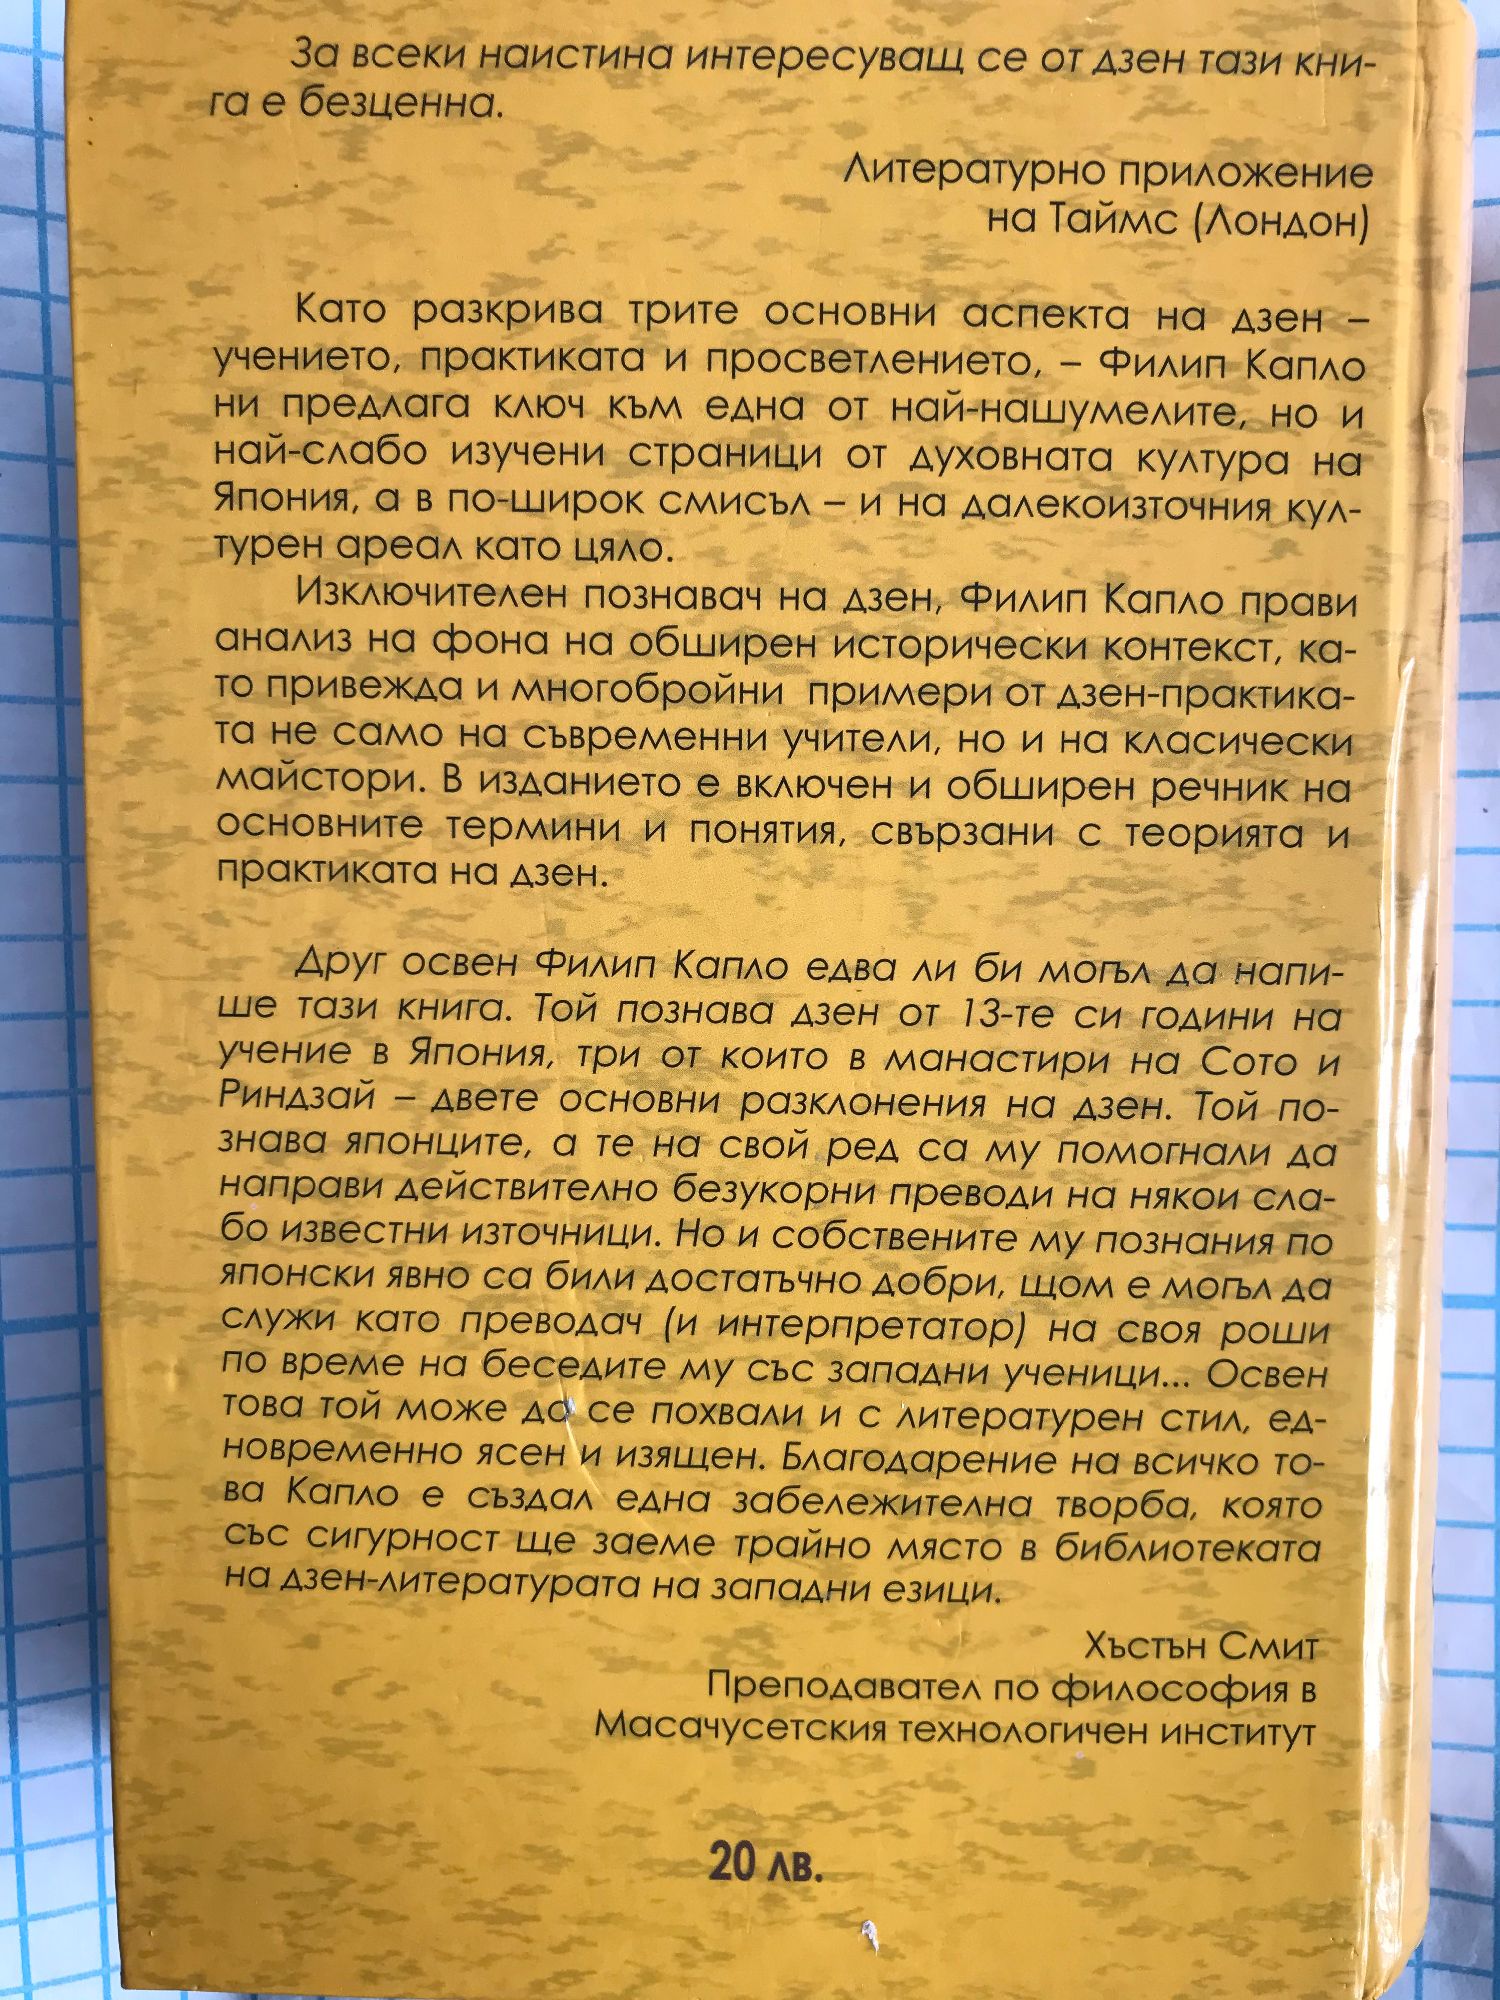 За всеки наистина интересуващ се от дзен тази кни-
га е безценна.
Литературно приложение
на Таймс (Лондон)
Като разкрива трите основни аспекта на дзен –
учението, практиката и просветлението, – Филип Капло
ни предлага ключ към една от най-нашумелите, но и
най-слабо изучени страници от духовната култура на
Япония, а в по-широк смисъл – и на далекоизточния кул-
турен ареал като цяло.
Изключителен познавач на дзен, Филип Капло прави
анализ на фона на обширен исторически контекст, ка-
то привежда и многобройни примери от дзен-практика-
та не само на съвременни учители, но и на класически
майстори. В изданието е включен и обширен речник на
основните термини и понятия, свързани с теорията и
практиката на дзен.
Друг освен Филип Капло едва ли би могъл да напи-
ше тази книга. Той познава дзен от 13-те си години на
учение в Япония, три от които в манастири на Сото и
Риндзай – двете основни разклонения на дзен. Той по-
знава японците, а те на свой ред са му помогнали да
направи действително безукорни преводи на някои сла-
бо известни източници. Но и собствените му познания по
японски явно са били достатъчно добри, щом е могъл да
служи като преводач (и интерпретатор) на своя роши
по време на беседите му със западни ученици... Освен
това той може да се похвали и с литературен стил, ед-
новременно ясен и изящен. Благодарение на всичко то-
ва Капло е създал една забележителна творба, която
със сигурност ще заеме трайно място в библиотеката
на дзен-литературата на западни езици.
Хъстън Смит
Преподавател по философия в
Масачусетския технологичен институт
20 лв.